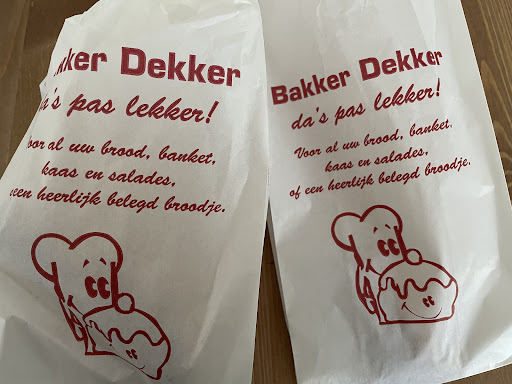 kker Dekker
da's pas lekker!
Voor al uw brood, banket,
kaas en salades,
een heerlijk belegd broodje.
Bakker Dekker
da's pas lekker!
Voor al uw brood, banket,
kaas en salades,
of een heerlijk belegd broodje.